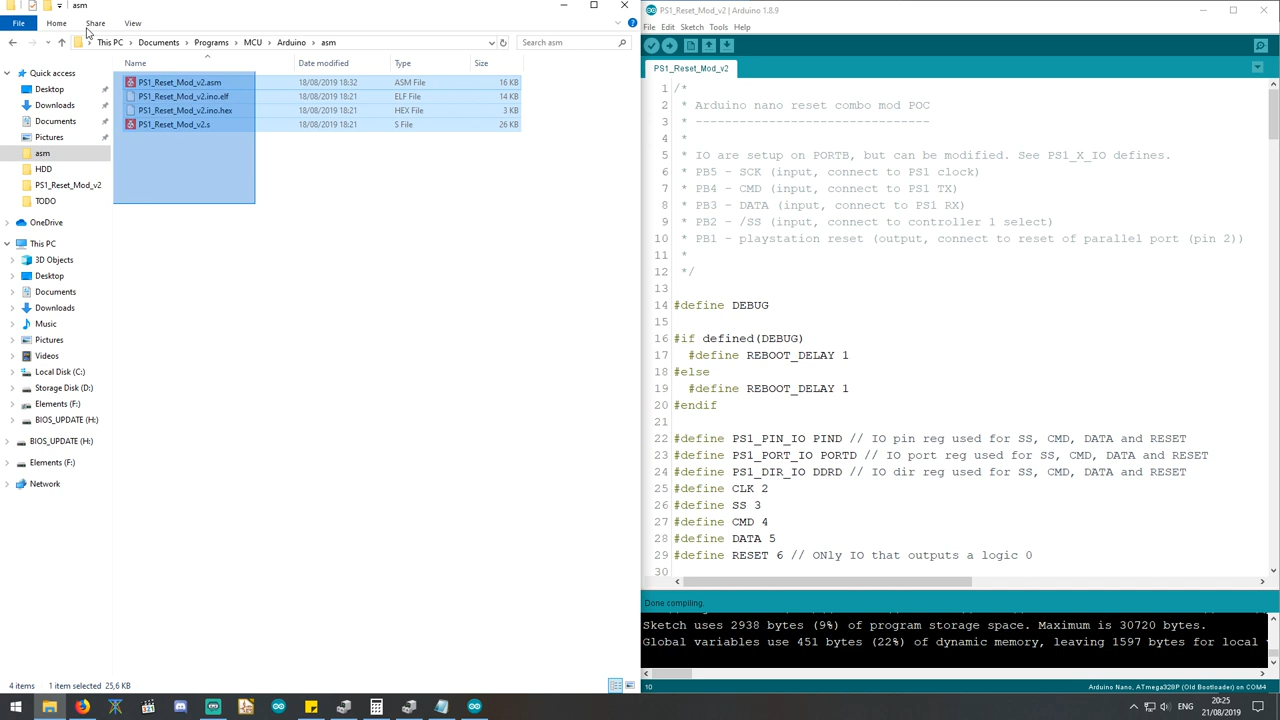 asm
File Home Share View
This PC Documents Programs MCU Arduino asm Search asm
Name Date modified Type Size
PS1_Reset_Mod_v2.asm 18/08/2019 18:32 ASM File 16 KB
PS1_Reset_Mod_v2.ino.elf 18/08/2019 18:21 ELF File 14 KB
PS1_Reset_Mod_v2.ino.hex 18/08/2019 18:21 HEX File 3 KB
PS1_Reset_Mod_v2.s 18/08/2019 18:21 S File 26 KB
Quick access
Desktop
Downloads
Documents
Pictures
asm
HDD
PS1_Reset_Mod_v2
TODO
OneDrive
This PC
3D Objects
Desktop
Documents
Downloads
Music
Pictures
Videos
Local Disk (C:)
Storage Disk (D:)
Elements (F:)
BIOS_UPDATE (H:)
BIOS_UPDATE (H:)
Elements (F:)
Network
4 items 1 item selected 25,6 KB
PS1_Reset_Mod_v2 | Arduino 1.8.9
File Edit Sketch Tools Help
PS1_Reset_Mod_v2
1 /*
2 * Arduino nano reset combo mod POC
3 * -------------------------------
4 *
5 * IO are setup on PORTB, but can be modified. See PS1_X_IO defines.
6 * PB5 - SCK (input, connect to PS1 clock)
7 * PB4 - CMD (input, connect to PS1 TX)
8 * PB3 - DATA (input, connect to PS1 RX)
9 * PB2 - /SS (input, connect to controller 1 select)
10 * PB1 - playstation reset (output, connect to reset of parallel port (pin 2))
11 *
12 */
13
14 #define DEBUG
15
16 #if defined(DEBUG)
17 #define REBOOT_DELAY 1
18 #else
19 #define REBOOT_DELAY 1
20 #endif
21
22 #define PS1_PIN_IO PIND // IO pin reg used for SS, CMD, DATA and RESET
23 #define PS1_PORT_IO PORTD // IO port reg used for SS, CMD, DATA and RESET
24 #define PS1_DIR_IO DDRD // IO dir reg used for SS, CMD, DATA and RESET
25 #define CLK 2
26 #define SS 3
27 #define CMD 4
28 #define DATA 5
29 #define RESET 6 // ONly IO that outputs a logic 0
30
Done compiling.
Sketch uses 2938 bytes (9%) of program storage space. Maximum is 30720 bytes.
Global variables use 451 bytes (22%) of dynamic memory, leaving 1597 bytes for local
10 Arduino Nano, ATmega328P (Old Bootloader) on COM4
ENG
20:25
21/08/2019